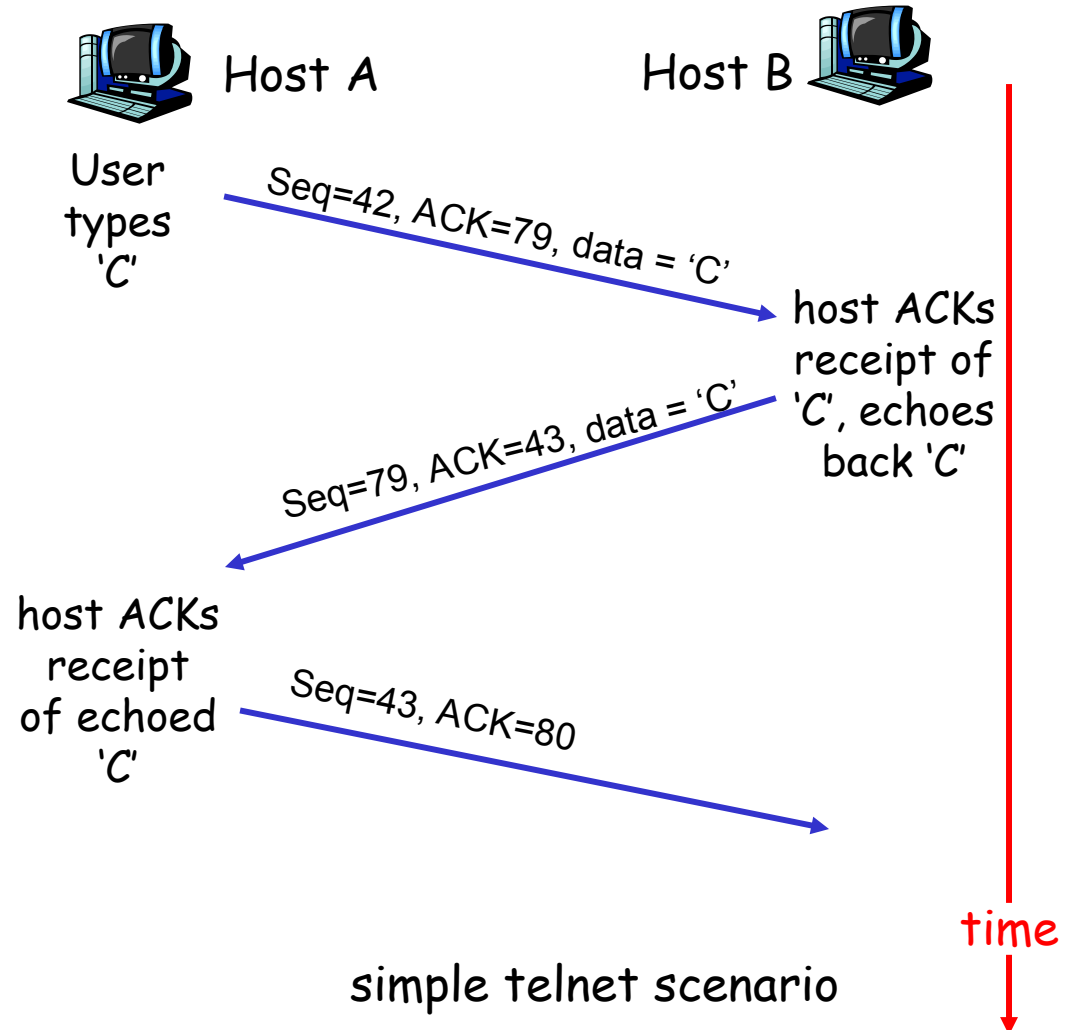 Host A
Host B
User
types
‘C’
Seq=42, ACK=79, data = ‘C’
host ACKs
receipt of
‘C’, echoes
back ‘C’
Seq=79, ACK=43, data = ‘C’
host ACKs
receipt
of echoed
‘C’
Seq=43, ACK=80
time
simple telnet scenario